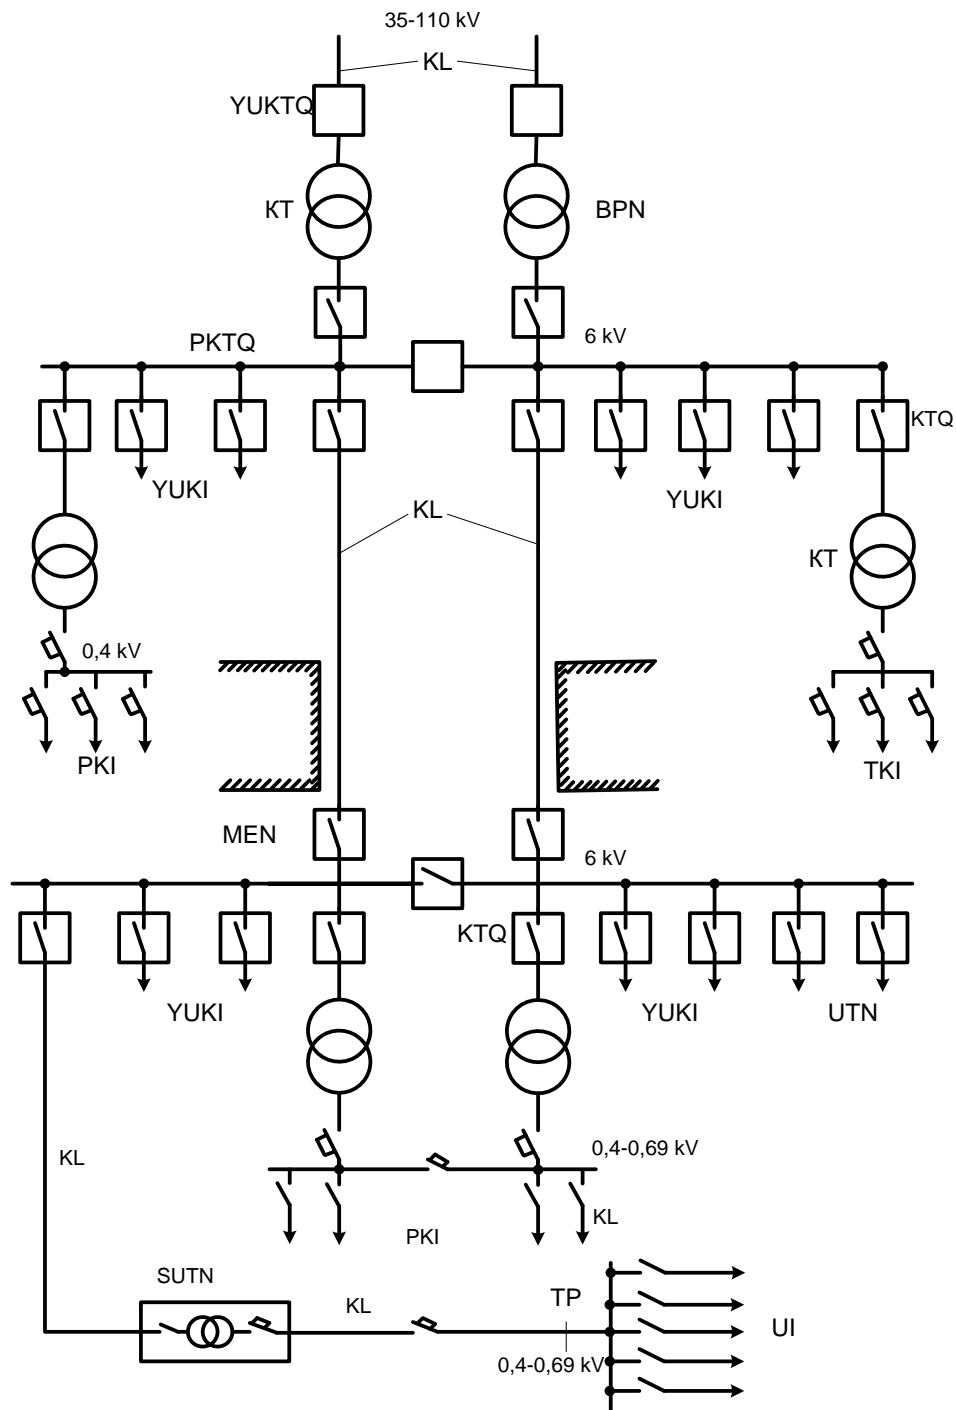 35-110 kV
KL
YUKTQ
KT
BPN
6 kV
PKTQ
KTQ
YUKI
YUKI
KL
KT
0,4 kV
PKI
TKI
MEN
6 kV
KTQ
YUKI
YUKI
UTN
0,4-0,69 kV
KL
KL
PKI
SUTN
KL
TP
UI
0,4-0,69 kV